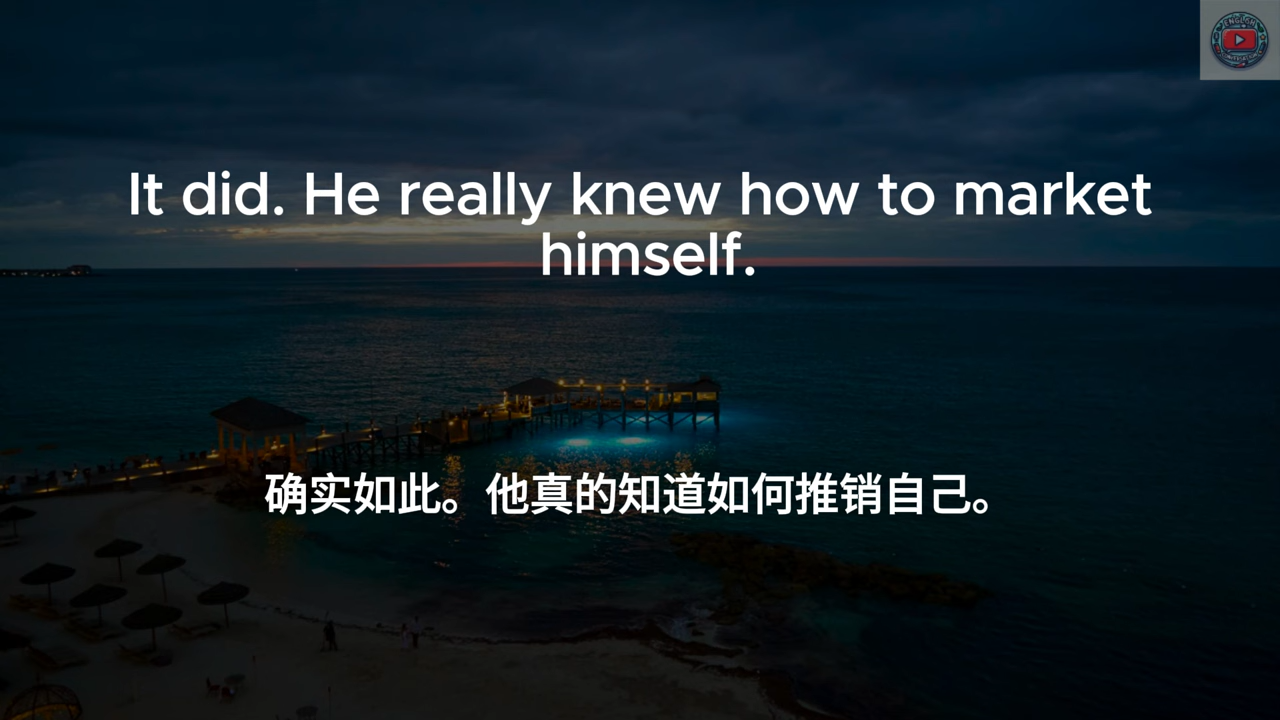 It did. He really knew how to market
himself.
确实如此。他真的知道如何推销自己。